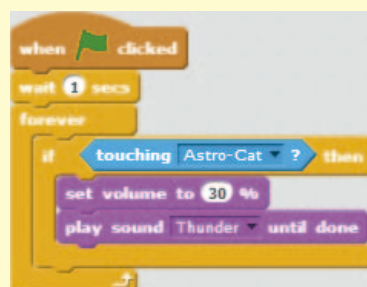 when clicked
wait 1 secs
forever
if touching Astro-Cat ? then
set volume to 30 %
play sound Thunder until done